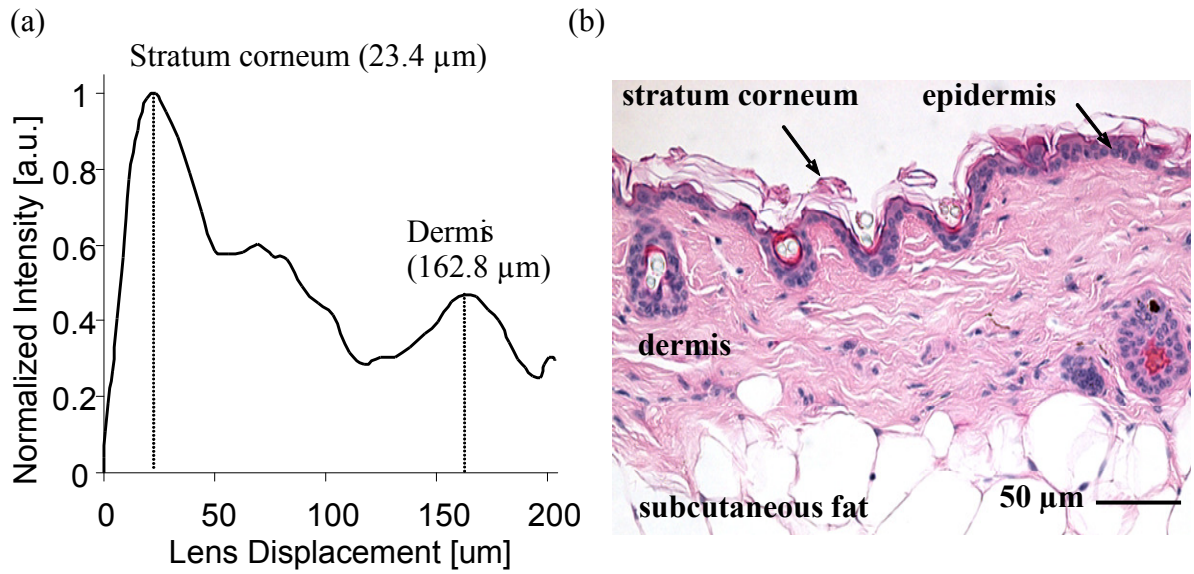 (a)
Stratum corneum (23.4 µm)
1
0.8
0.6
0.4
0.2
0
Normalized Intensity [a.u.]
Dermis
(162.8 µm)
0 50 100 150 200
Lens Displacement [um]
(b)
stratum corneum epidermis
dermis
subcutaneous fat
50 µm